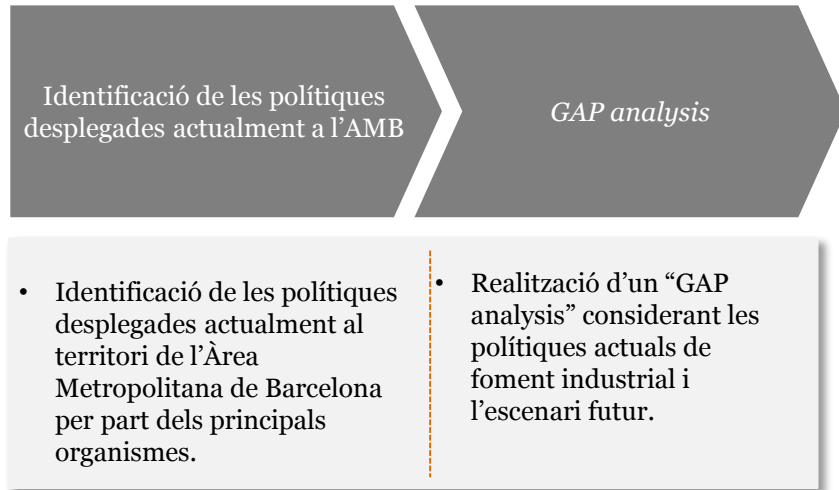 Identificació de les polítiques
desplegades actualment a l’AMB
GAP analysis
• Identificació de les polítiques
desplegades actualment al
territori de l’Àrea
Metropolitana de Barcelona
per part dels principals
organismes.
• Realització d’un “GAP
analysis” considerant les
polítiques actuals de
foment industrial i
l’escenari futur.